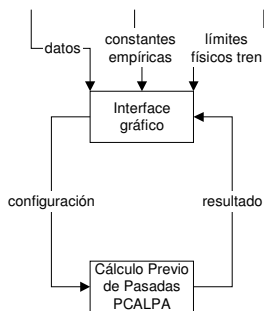 datos
constantes
empíricas
límites
físicos tren
Interface
gráfico
configuración
resultado
Cálculo Previo
de Pasadas
PCALPA